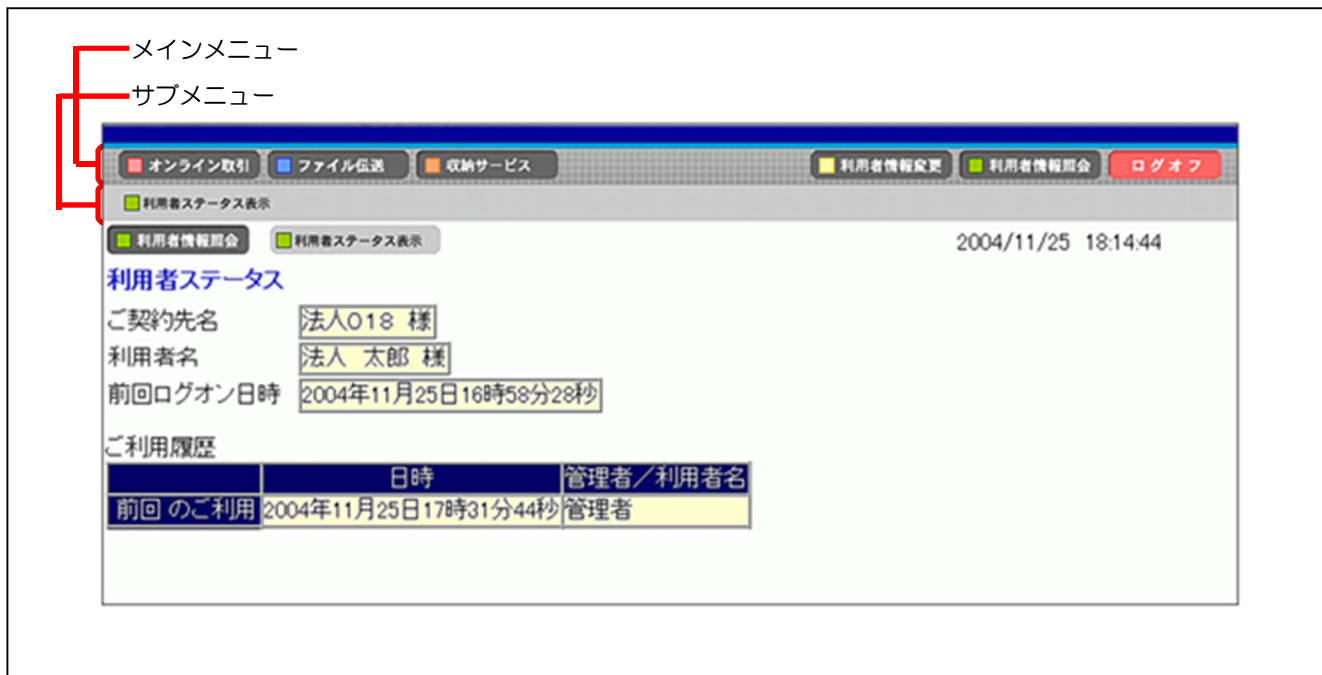 メインメニュー
サブメニュー
オンライン取引 ファイル伝送 収納サービス 利用者情報変更 利用者情報照会 ログオフ
利用者ステータス表示
利用者情報照会 利用者ステータス表示 2004/11/25 18:14:44
利用者ステータス
ご契約先名 法人018 様
利用者名 法人 太郎 様
前回ログオン日時 2004年11月25日16時58分28秒
ご利用履歴
日時 管理者/利用者名
前回 のご利用 2004年11月25日17時31分44秒 管理者